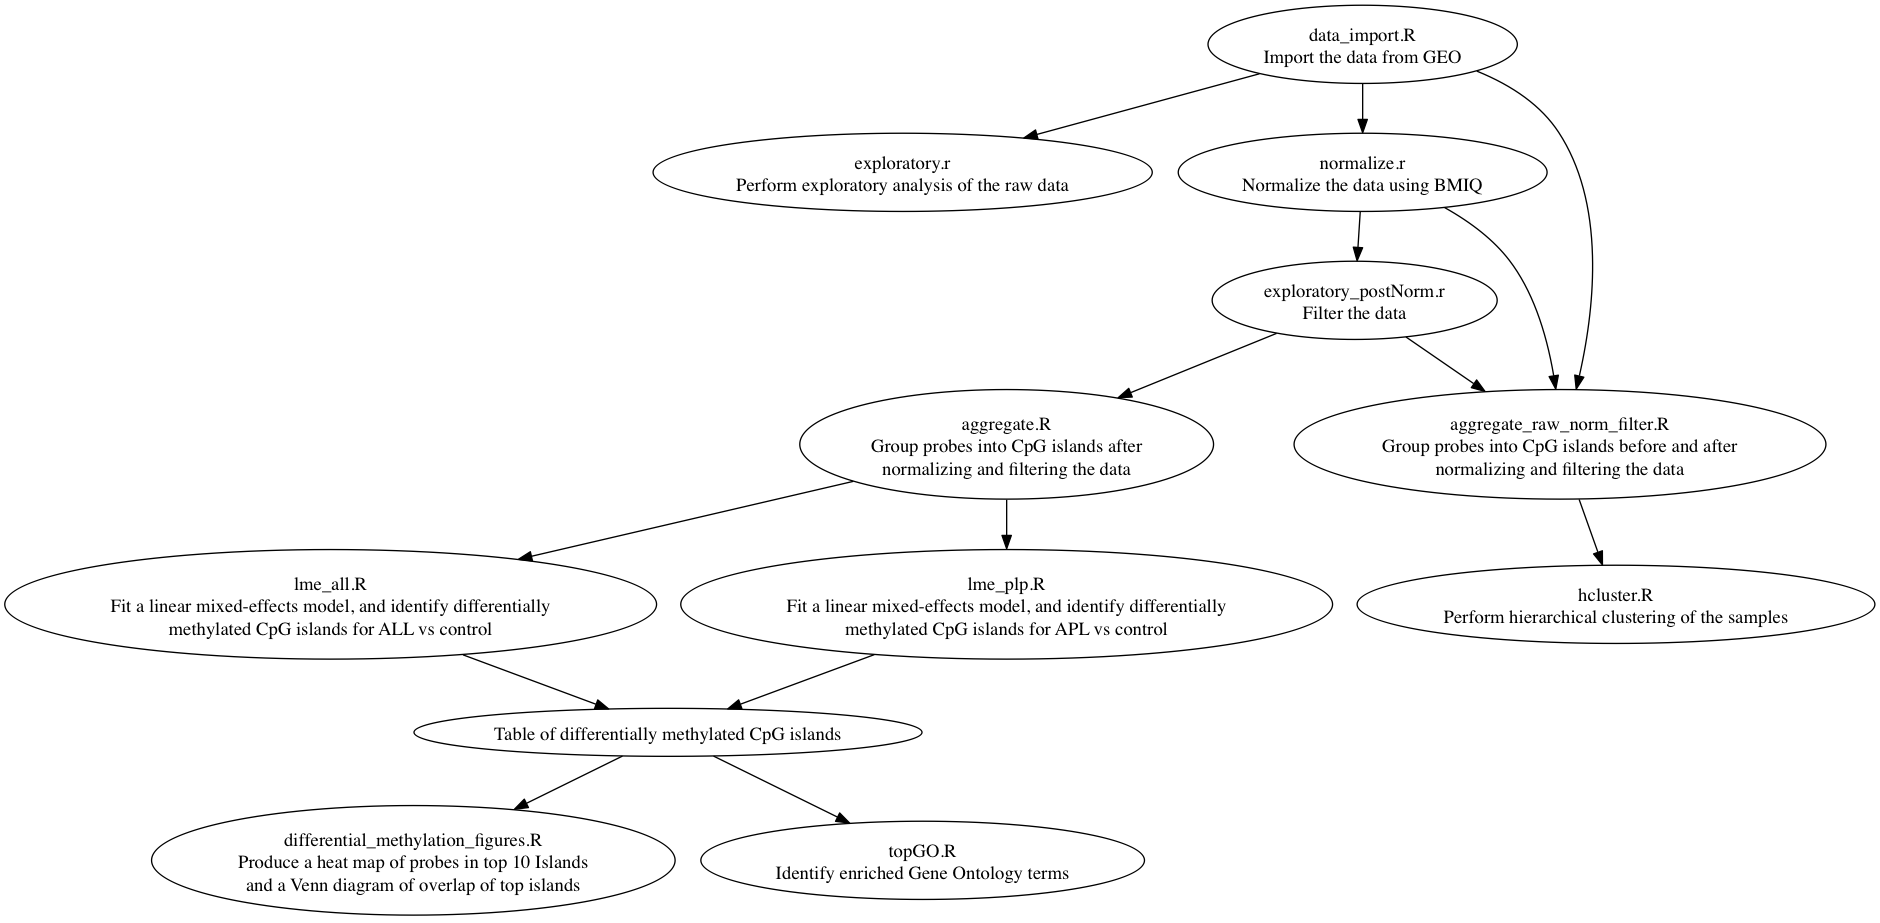 data_import.R
Import the data from GEO
exploratory.r
Perform exploratory analysis of the raw data
normalize.r
Normalize the data using BMIQ
exploratory_postNorm.r
Filter the data
aggregate.R
Group probes into CpG islands after
normalizing and filtering the data
aggregate_raw_norm_filter.R
Group probes into CpG islands before and after
normalizing and filtering the data
lme_all.R
Fit a linear mixed-effects model, and identify differentially
methylated CpG islands for ALL vs control
lme_plp.R
Fit a linear mixed-effects model, and identify differentially
methylated CpG islands for APL vs control
hcluster.R
Perform hierarchical clustering of the samples
Table of differentially methylated CpG islands
differential_methylation_figures.R
Produce a heat map of probes in top 10 Islands
and a Venn diagram of overlap of top islands
topGO.R
Identify enriched Gene Ontology terms